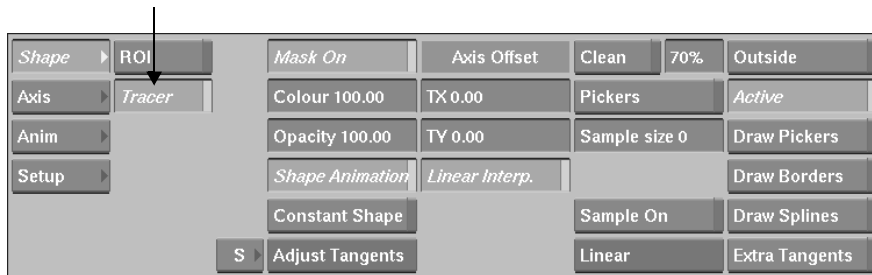 Shape ROI Mask On Axis Offset Clean 70% Outside
Axis Tracer Colour 100.00 TX 0.00 Pickers Active
Anim Opacity 100.00 TY 0.00 Sample size 0 Draw Pickers
Setup Shape Animation Linear Interp. Draw Borders
Constant Shape Sample On Draw Splines
S Adjust Tangents Linear Extra Tangents